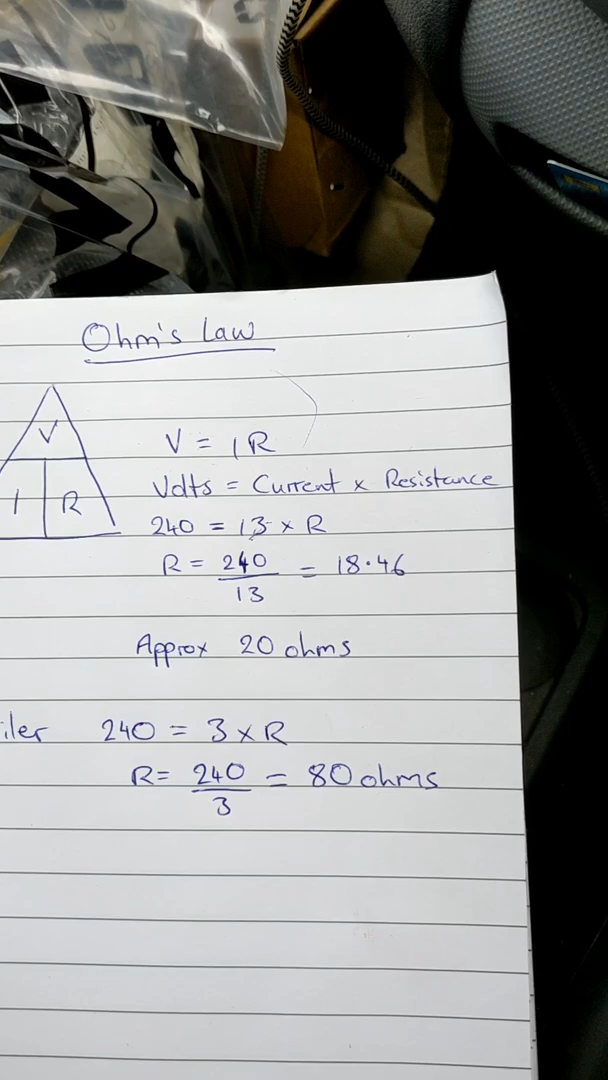 Ohm's Law
V
I R
V = IR
Volts = Current x Resistance
240 = 13 x R
R = 240/13 = 18.46
Approx 20 ohms
240 = 3 x R
R = 240/3 = 80 ohms